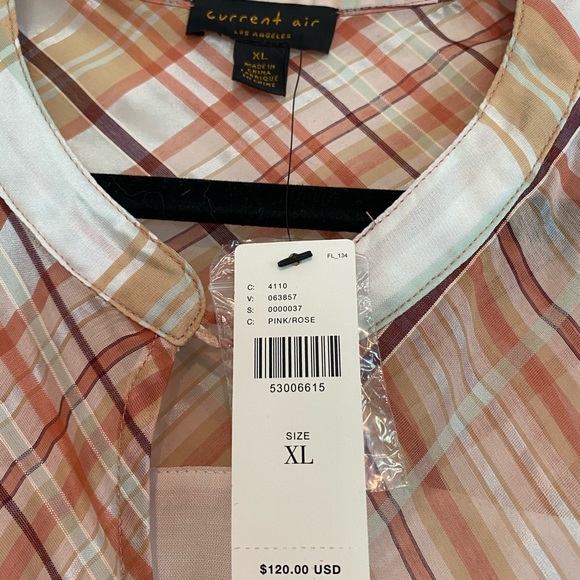 current air
LOS ANGELES
XL
MADE IN
CHINA
FABRIQUÉ
EN CHINE
FL_134
C: 4110
V: 063857
S: 0000037
C: PINK/ROSE
53006615
SIZE
XL
$120.00 USD